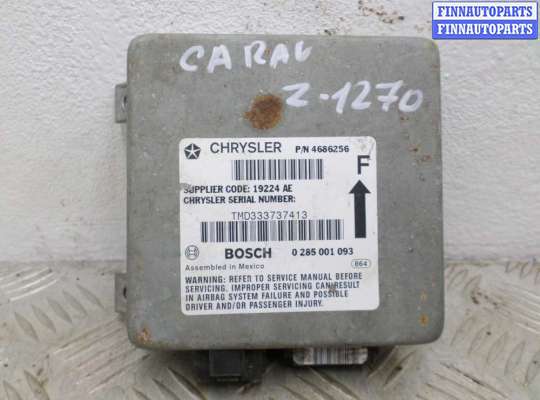 FINNAUTOPARTS
FINNAUTOPARTS
FINNAUTOPARTS
CARAV
Z-1270
CHRYSLER P/N 4686256
F
SUPPLIER CODE: 19224 AE
CHRYSLER SERIAL NUMBER:
TMD333737413
BOSCH 0 285 001 093
Assembled in Mexico 864
WARNING: REFER TO SERVICE MANUAL BEFORE
SERVICING, IMPROPER SERVICING CAN RESULT
IN AIRBAG SYSTEM FAILURE AND POSSIBLE
DRIVER AND/OR PASSENGER INJURY.